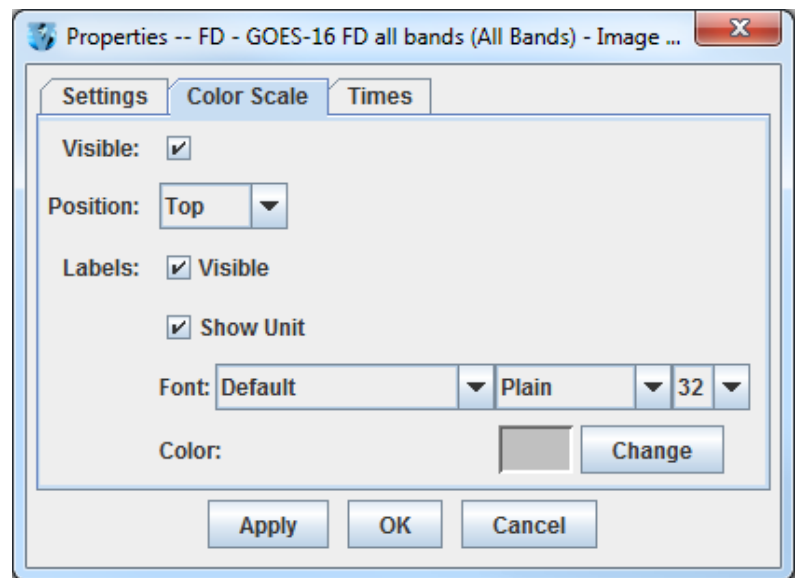 Properties -- FD - GOES-16 FD all bands (All Bands) - Image ...
Settings Color Scale Times
Visible:
Position: Top
Labels: Visible
Show Unit
Font: Default Plain 32
Color: Change
Apply OK Cancel